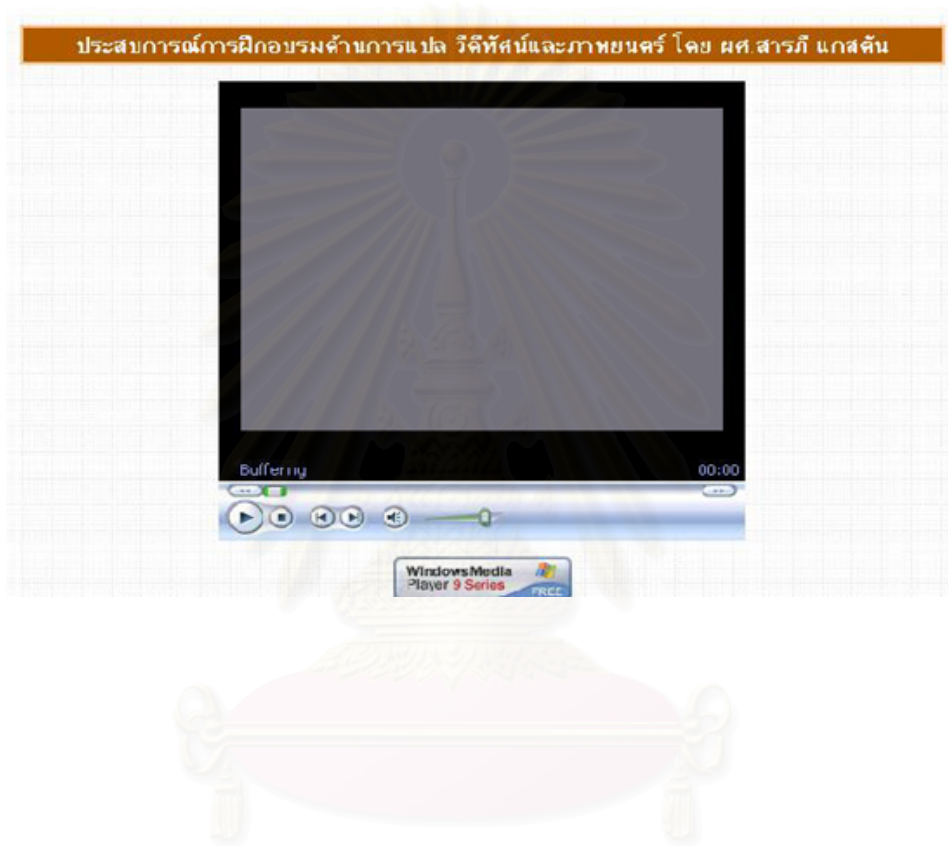 ประสบการณ์การฝึกอบรมด้านการแปล วีดีทัศน์และภาพยนตร์ โดย ผศ.สารภี แกสตัน
Buffering
00:00
Windows Media
Player 9 Series
FREE